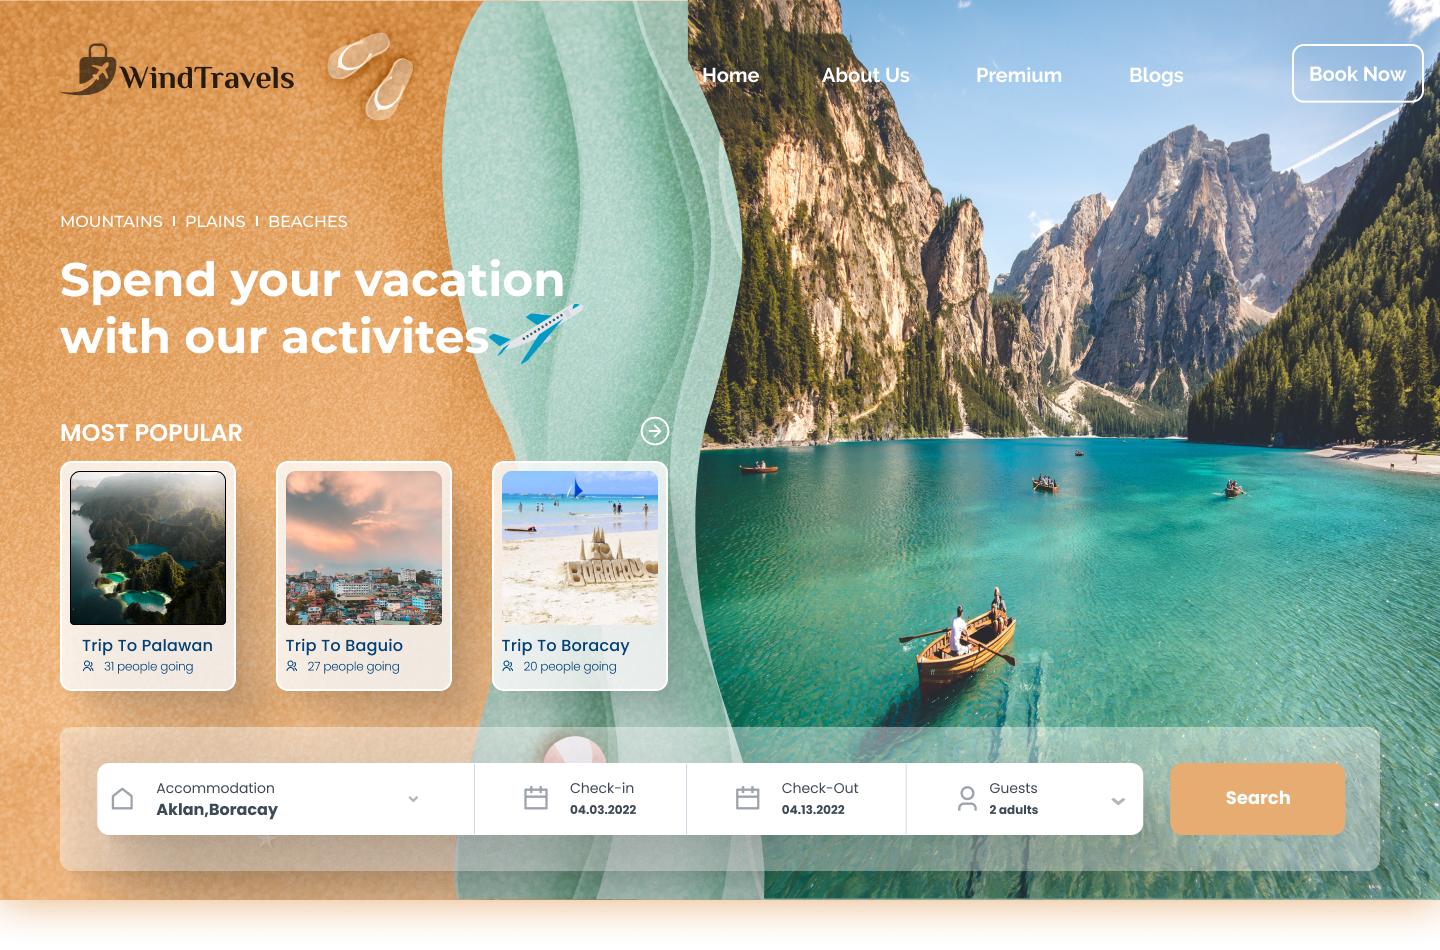 WindTravels
Home
About Us
Premium
Blogs
Book Now
MOUNTAINS | PLAINS | BEACHES
Spend your vacation
with our activites
MOST POPULAR
BORACAY
Trip To Palawan
31 people going
Trip To Baguio
27 people going
Trip To Boracay
20 people going
Accommodation
Aklan,Boracay
Check-in
04.03.2022
Check-Out
04.13.2022
Guests
2 adults
Search